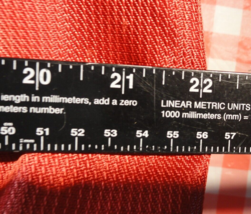 20 21 22
length in millimeters, add a zero LINEAR METRIC UNITS
meters number. 1000 millimeters (mm) =
50 51 52 53 54 55 56 57